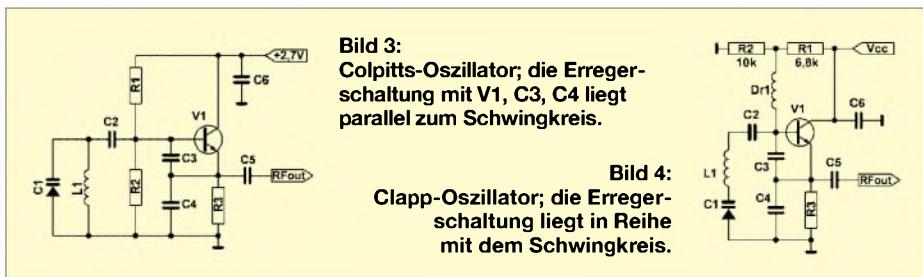 +2,7V
R1
C6
C2
V1
C3
C5
RFout
C1
L1
R2
C4
R3
Bild 3:
Colpitts-Oszillator; die Erreger-
schaltung mit V1, C3, C4 liegt
parallel zum Schwingkreis.
Bild 4:
Clapp-Oszillator; die Erreger-
schaltung liegt in Reihe
mit dem Schwingkreis.
R2
10k
R1
6,8k
Vcc
Dr1
V1
C6
C2
C3
C5
RFout
L1
C1
C4
R3